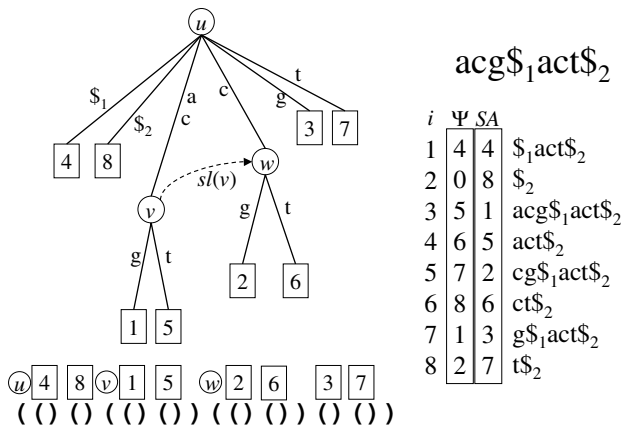 u
acg$₁act$₂
$₁ $₂ a c c g t
4 8 3 7
i Ψ SA
1 4 4 $₁act$₂
2 0 8 $₂
3 5 1 acg$₁act$₂
4 6 5 act$₂
5 7 2 cg$₁act$₂
6 8 6 ct$₂
7 1 3 g$₁act$₂
8 2 7 t$₂
sl(v) w
v g t
g t
2 6
1 5
u 4 8 v 1 5 w 2 6 3 7
( ( ) ( ) ( ( ) ( ) ) ( ( ) ( ) ) ( ) ( ) )